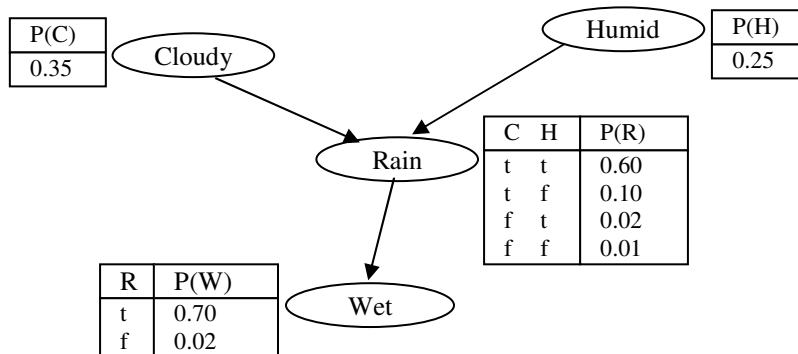 P(C)
0.35
Cloudy
Humid
P(H)
0.25
Rain
C H P(R)
t t 0.60
t f 0.10
f t 0.02
f f 0.01
R P(W)
t 0.70
f 0.02
Wet